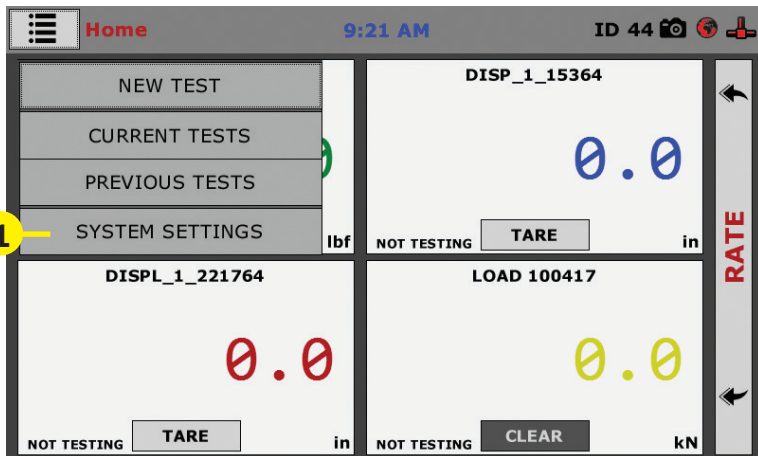 Home 9:21 AM ID 44
NEW TEST
CURRENT TESTS
PREVIOUS TESTS
1 SYSTEM SETTINGS
lbf
DISP_1_15364
0.0
NOT TESTING TARE in
DISPL_1_221764
0.0
NOT TESTING TARE in
LOAD 100417
0.0
NOT TESTING CLEAR kN
RATE